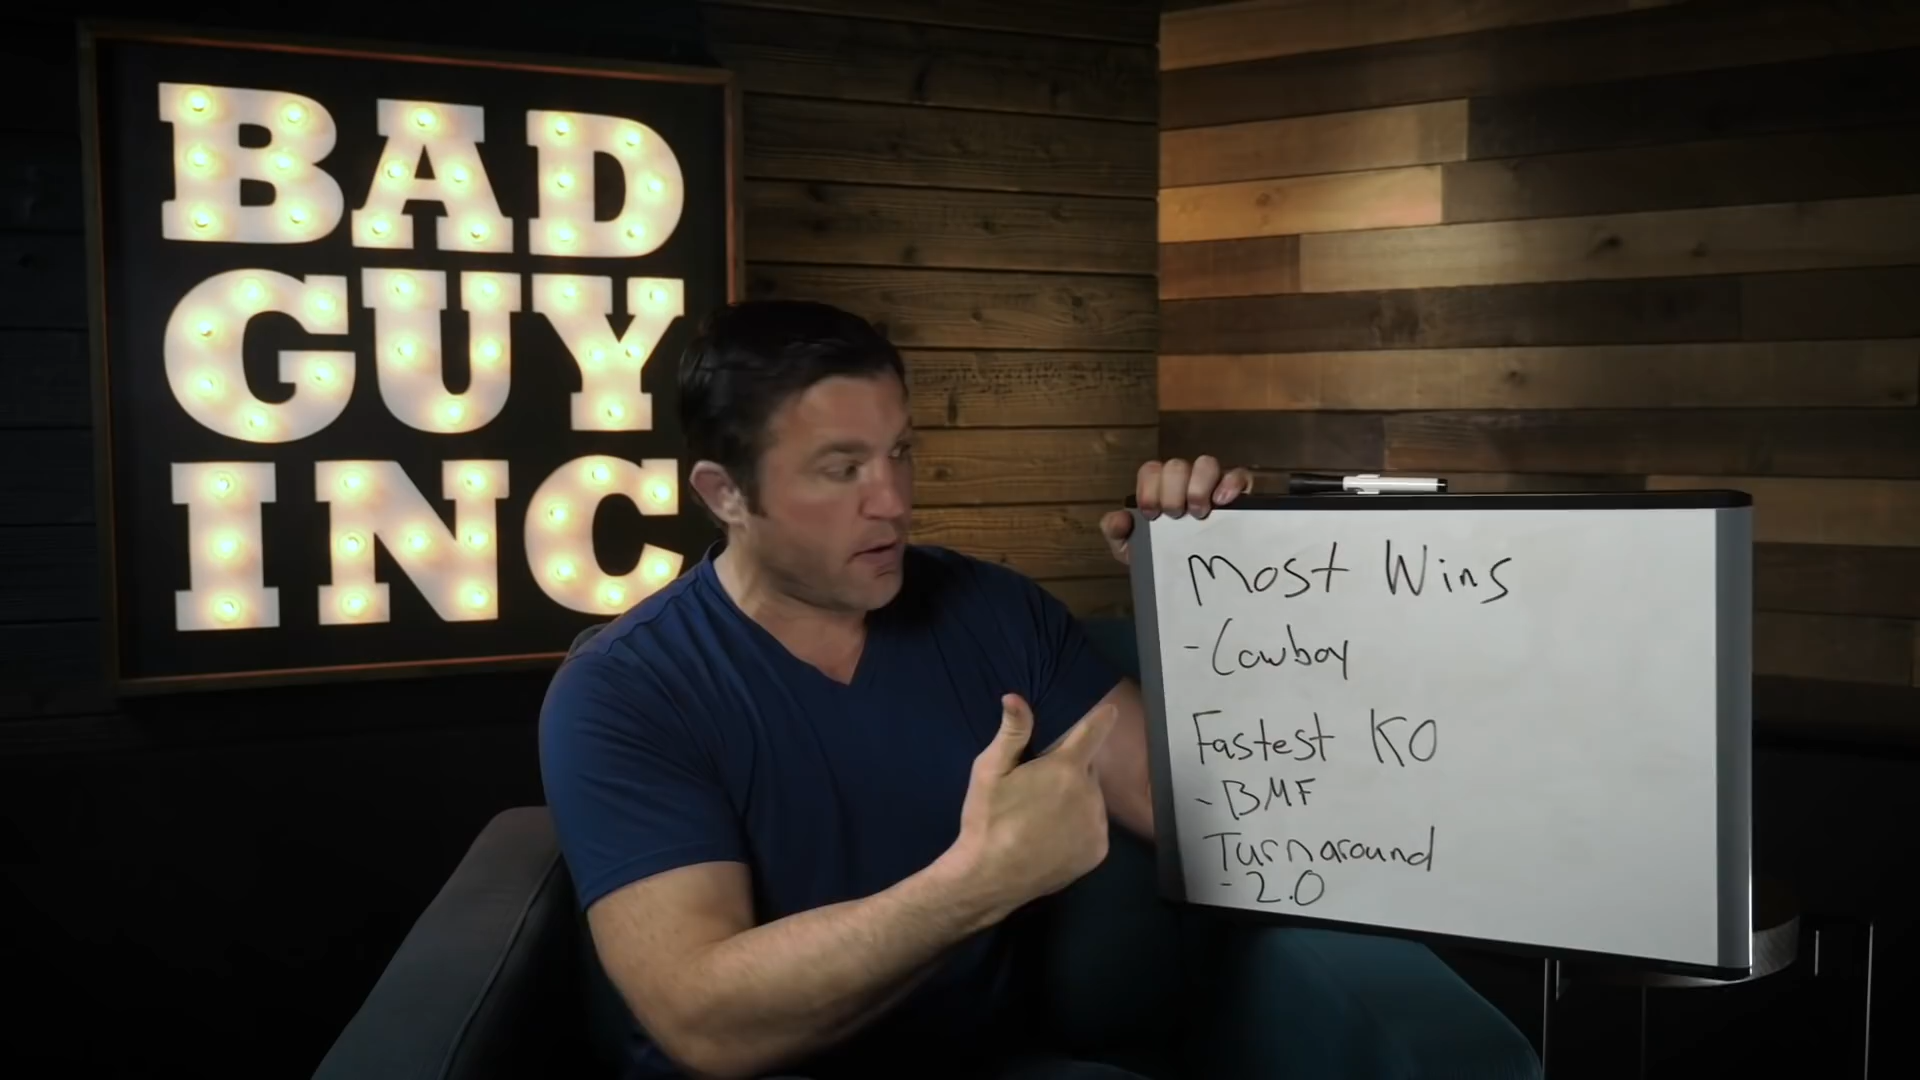 BAD
GUY
INC
Most Wins
- Cowboy
Fastest KO
- BMF
Turnaround
- 2.0